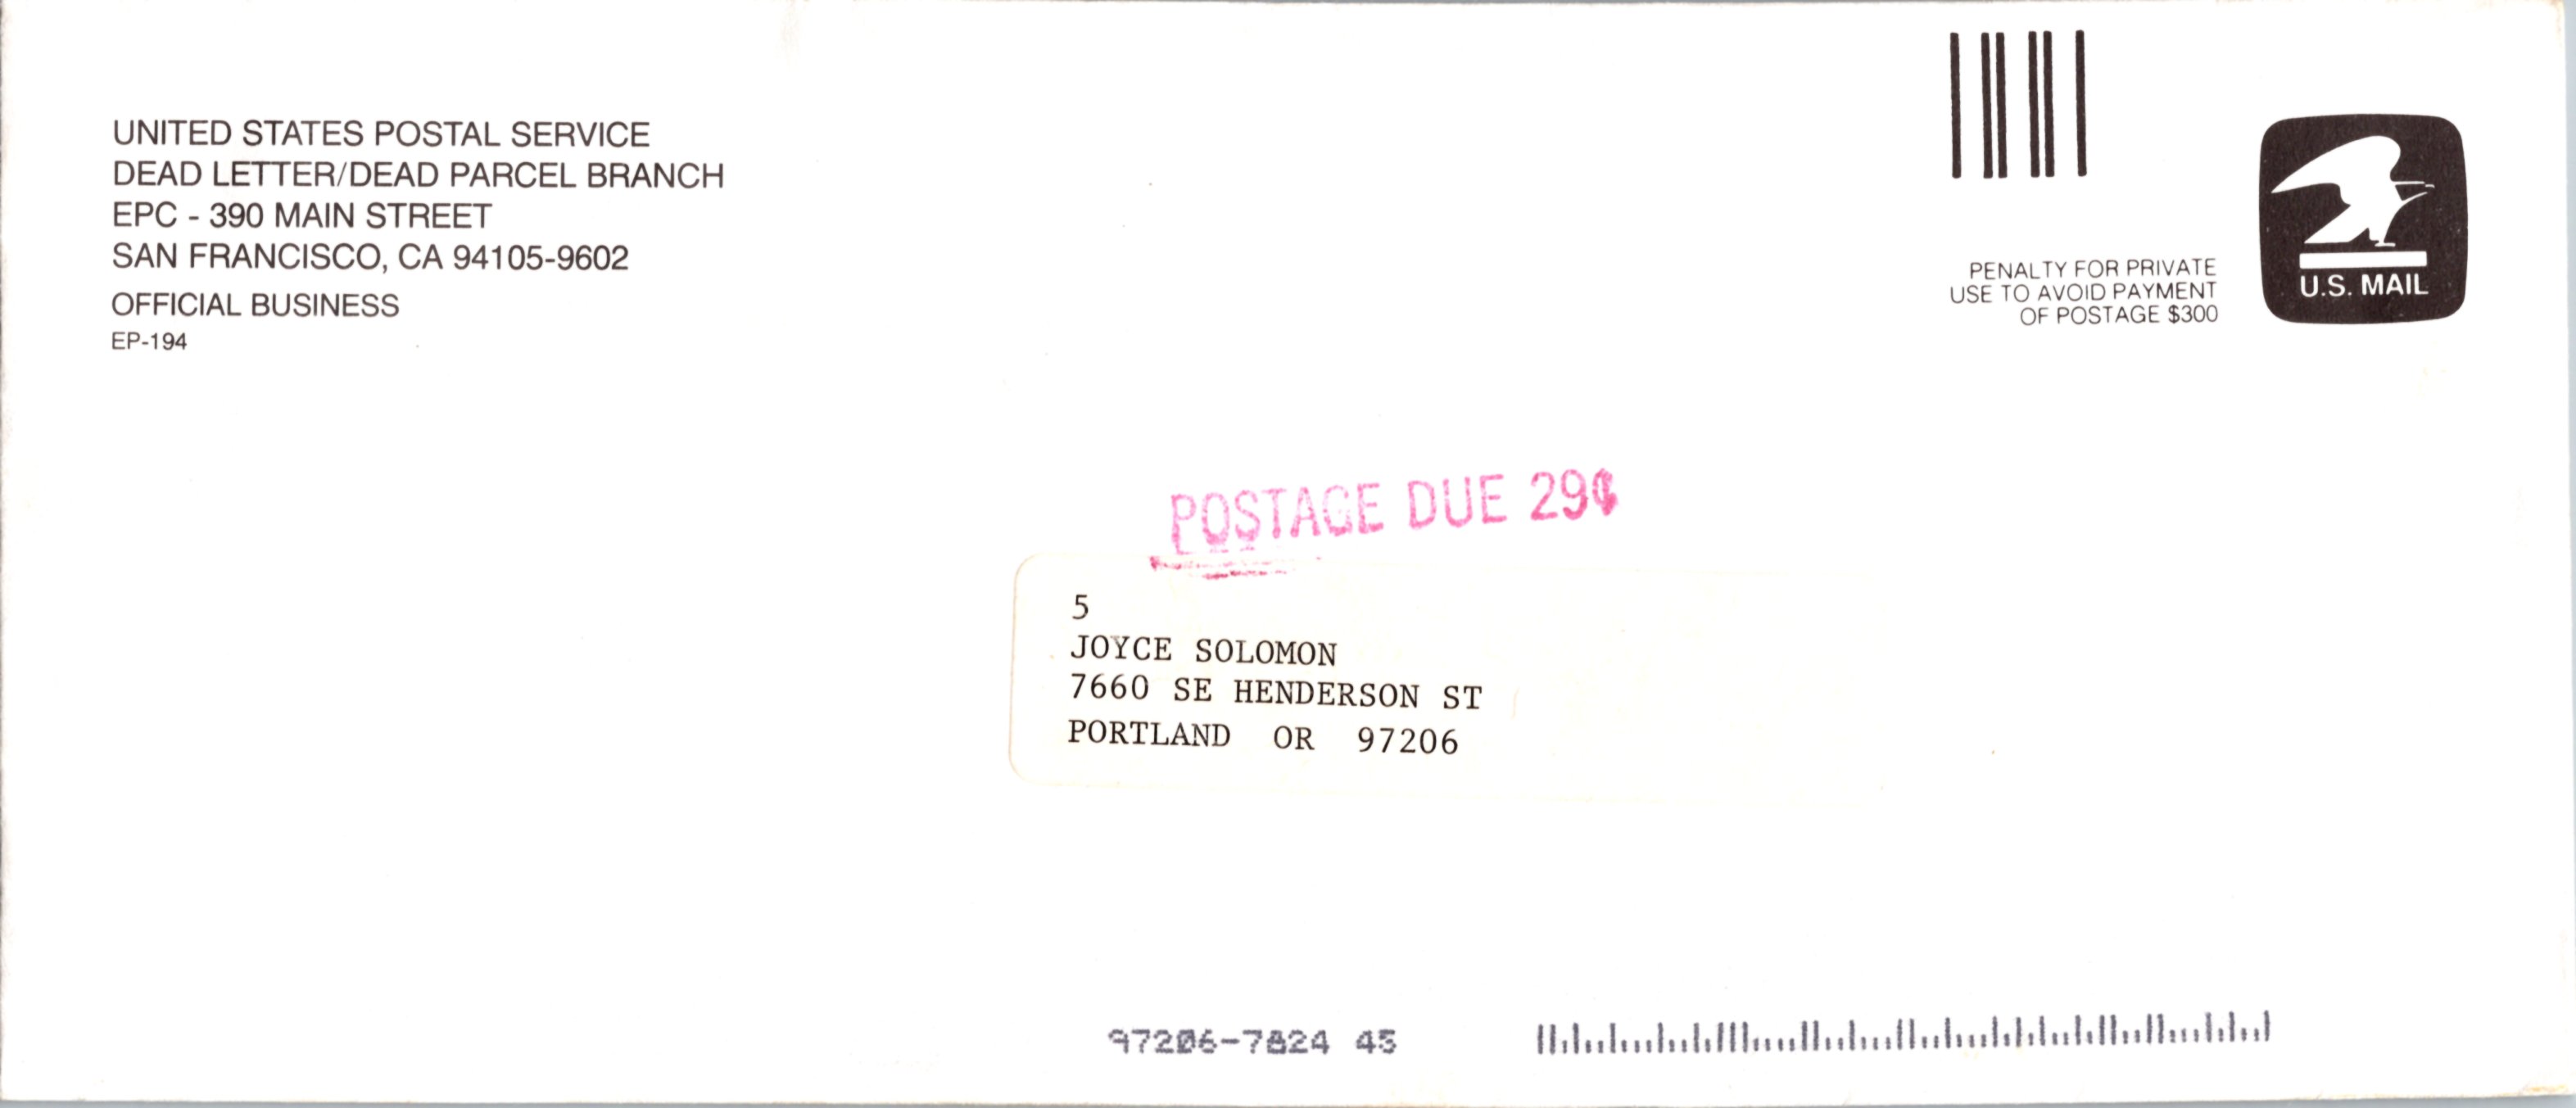 UNITED STATES POSTAL SERVICE
DEAD LETTER/DEAD PARCEL BRANCH
EPC - 390 MAIN STREET
SAN FRANCISCO, CA 94105-9602
OFFICIAL BUSINESS
EP-194
PENALTY FOR PRIVATE
USE TO AVOID PAYMENT
OF POSTAGE $300
U.S. MAIL
POSTAGE DUE 29¢
5
JOYCE SOLOMON
7660 SE HENDERSON ST
PORTLAND OR 97206
97206-7824 45